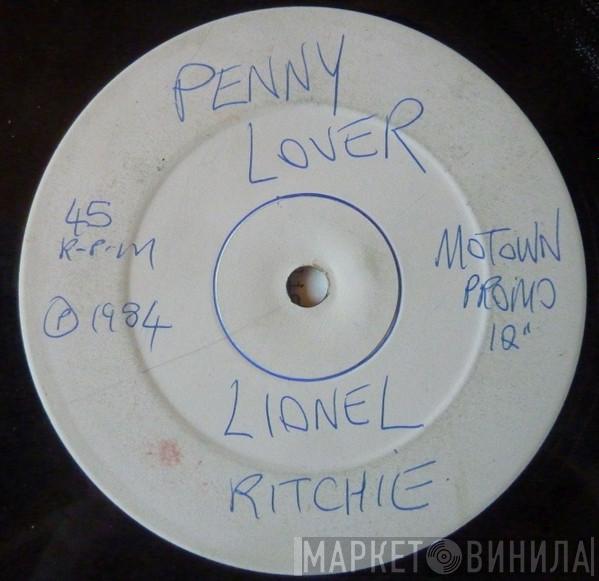 PENNY
LOVER
45
R-P-M
℗ 1984
MOTOWN
PROMO
12"
LIONEL
RITCHIE
МАРКЕТ ВИНИЛА